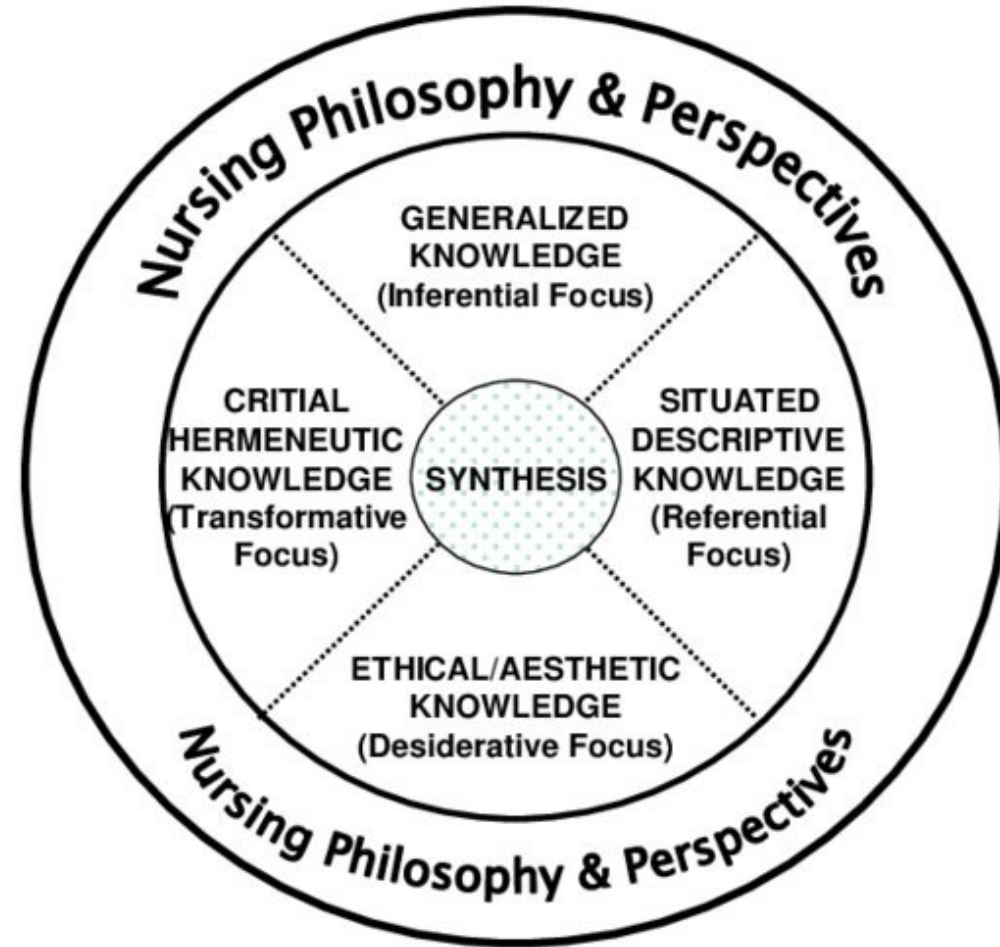 Nursing Philosophy & Perspectives
GENERALIZED
KNOWLEDGE
(Inferential Focus)
CRITIAL
HERMENEUTIC
KNOWLEDGE
(Transformative
Focus)
SYNTHESIS
SITUATED
DESCRIPTIVE
KNOWLEDGE
(Referential
Focus)
ETHICAL/AESTHETIC
KNOWLEDGE
(Desiderative Focus)
Nursing Philosophy & Perspectives